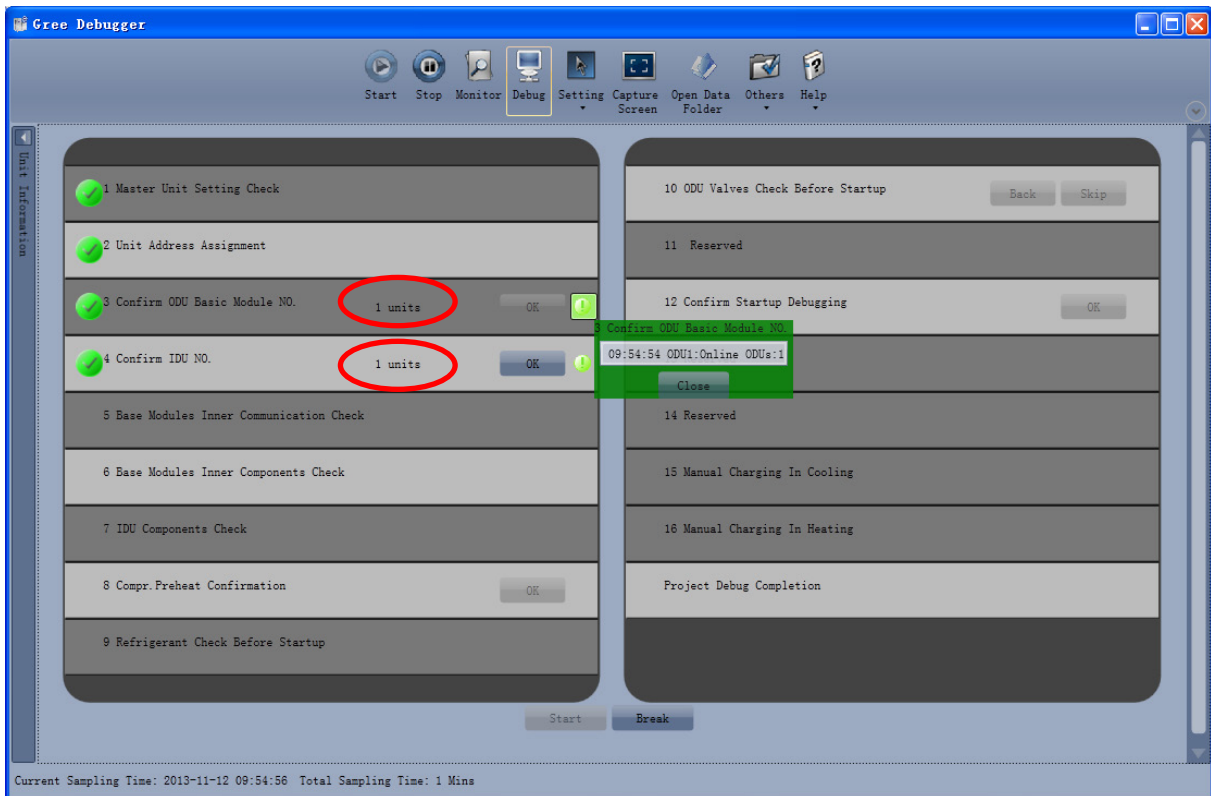 Gree Debugger
Start Stop Monitor Debug Setting Capture Screen Open Data Folder Others Help
Unit Information
1 Master Unit Setting Check
2 Unit Address Assignment
3 Confirm ODU Basic Module NO. 1 units OK
4 Confirm IDU NO. 1 units OK
5 Base Modules Inner Communication Check
6 Base Modules Inner Components Check
7 IDU Components Check
8 Compr.Preheat Confirmation OK
9 Refrigerant Check Before Startup
10 ODU Valves Check Before Startup Back Skip
11 Reserved
12 Confirm Startup Debugging OK
3 Confirm ODU Basic Module NO.
09:54:54 ODU1:Online ODUs:1
Close
14 Reserved
15 Manual Charging In Cooling
16 Manual Charging In Heating
Project Debug Completion
Start Break
Current Sampling Time: 2013-11-12 09:54:56 Total Sampling Time: 1 Mins